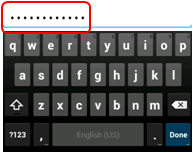 ••••••••••••
q w e r t y u i o p
a s d f g h j k l
z x c v b n m
?123 , English (US) . Done